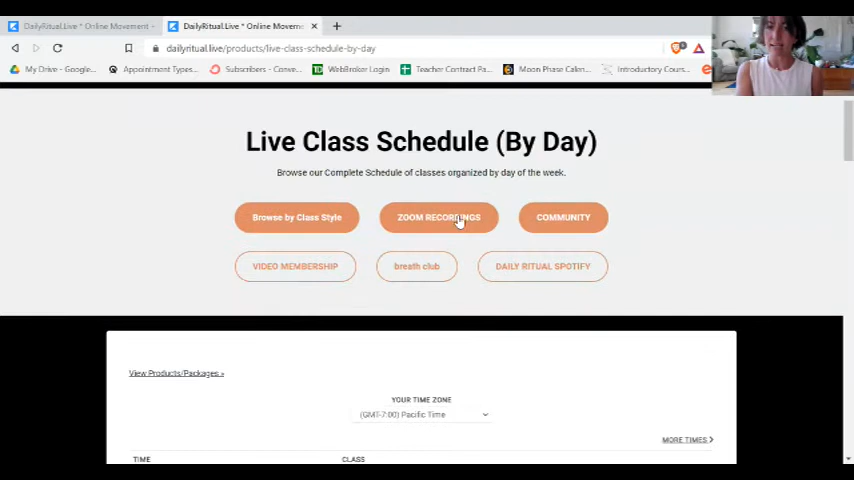 DailyRitual.Live * Online Movement
DailyRitual.Live * Online Movem
dailyritual.live/products/live-class-schedule-by-day
My Drive - Google...
Appointment Types...
Subscribers - Conve...
WebBroker Login
Teacher Contract Pa...
Moon Phase Calen...
Introductory Cours...
Live Class Schedule (By Day)
Browse our Complete Schedule of classes organized by day of the week.
Browse by Class Style
ZOOM RECORDINGS
COMMUNITY
VIDEO MEMBERSHIP
breath club
DAILY RITUAL SPOTIFY
View Products/Packages »
YOUR TIME ZONE
(GMT-7:00) Pacific Time
MORE TIMES
TIME
CLASS